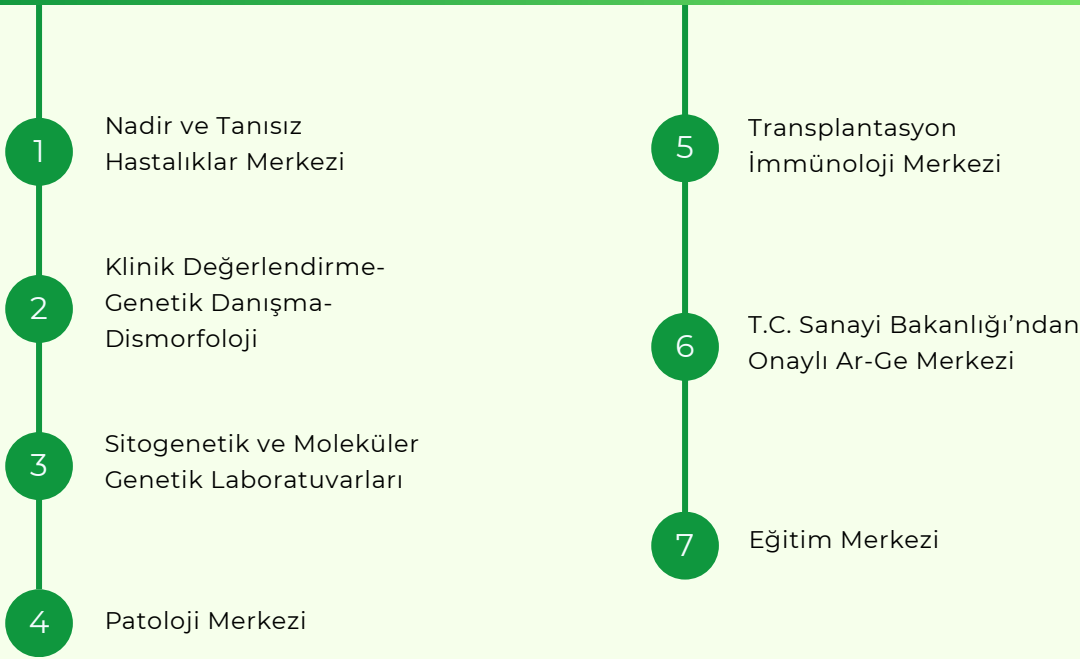 1
Nadir ve Tanısız
Hastalıklar Merkezi
2
Klinik Değerlendirme-
Genetik Danışma-
Dismorfoloji
3
Sitogenetik ve Moleküler
Genetik Laboratuvarları
4
Patoloji Merkezi
5
Transplantasyon
İmmünoloji Merkezi
6
T.C. Sanayi Bakanlığı’ndan
Onaylı Ar-Ge Merkezi
7
Eğitim Merkezi